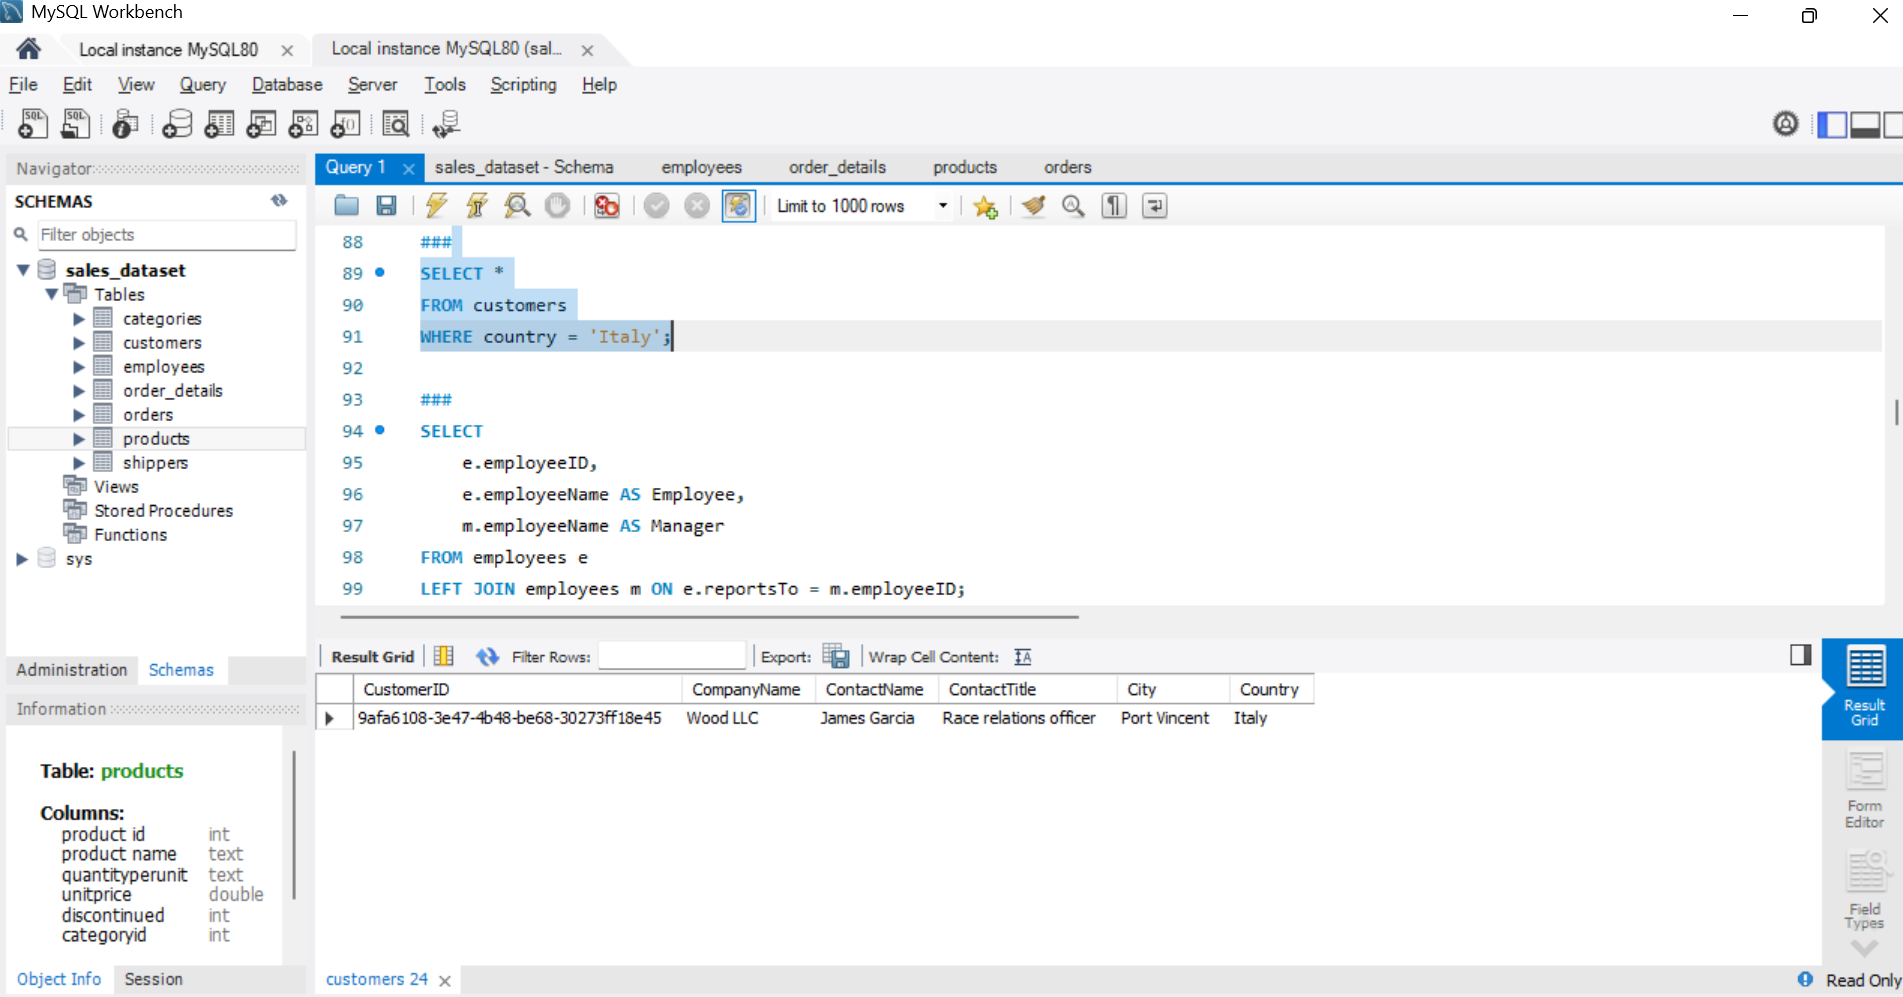 MySQL Workbench
Local instance MySQL80
Local instance MySQL80 (sal...
File Edit View Query Database Server Tools Scripting Help
Navigator
SCHEMAS
Filter objects
sales_dataset
Tables
categories
customers
employees
order_details
orders
products
shippers
Views
Stored Procedures
Functions
sys
Administration Schemas
Information
Table: products
Columns:
product id int
product name text
quantityperunit text
unitprice double
discontinued int
categoryid int
Object Info Session
Query 1 sales_dataset - Schema employees order_details products orders
Limit to 1000 rows
88 ###
89 SELECT *
90 FROM customers
91 WHERE country = 'Italy';
92
93 ###
94 SELECT
95 e.employeeID,
96 e.employeeName AS Employee,
97 m.employeeName AS Manager
98 FROM employees e
99 LEFT JOIN employees m ON e.reportsTo = m.employeeID;
Result Grid Filter Rows: Export: Wrap Cell Content:
CustomerID CompanyName ContactName ContactTitle City Country
9afa6108-3e47-4b48-be68-30273ff18e45 Wood LLC James Garcia Race relations officer Port Vincent Italy
Result
Grid
Form
Editor
Field
Types
customers 24
Read Only